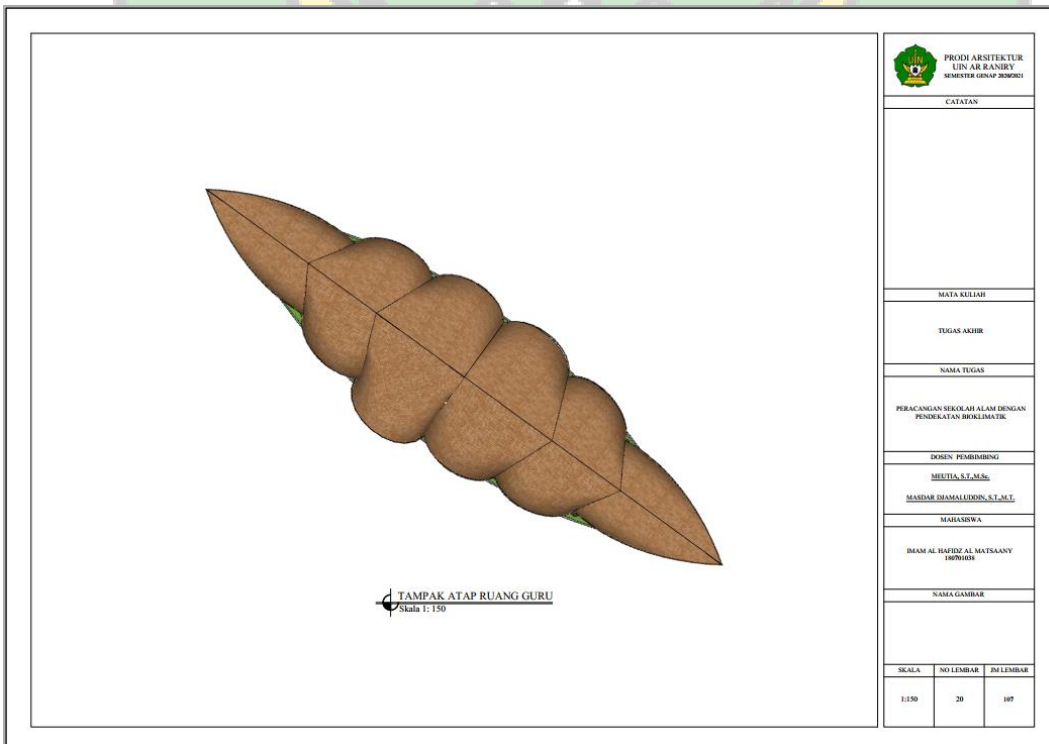 TAMPAK ATAP RUANG GURU
Skala 1: 150
UIN
PRODI ARSITEKTUR
UIN AR RANIRY
SEMESTER GENAP 2020/2021
CATATAN
MATA KULIAH
TUGAS AKHIR
NAMA TUGAS
PERACANGAN SEKOLAH ALAM DENGAN
PENDEKATAN BIOKLIMATIK
DOSEN PEMBIMBING
MEUTIA, S.T.,M.Sc.
MASDAR DJAMALUDDIN, S.T.,M.T.
MAHASISWA
IMAM AL HAFIDZ AL MATSAANY
180701038
NAMA GAMBAR
SKALA NO LEMBAR JM LEMBAR
1:150 20 107